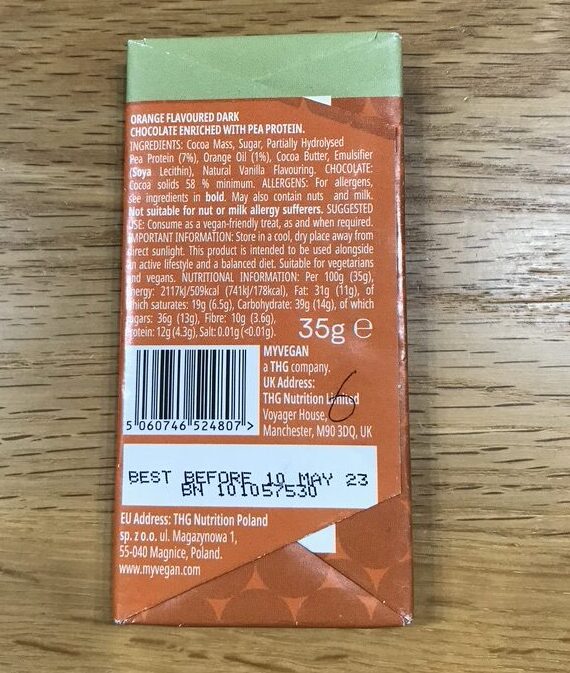 ORANGE FLAVOURED DARK
CHOCOLATE ENRICHED WITH PEA PROTEIN.
INGREDIENTS: Cocoa Mass, Sugar, Partially Hydrolysed
Pea Protein (7%), Orange Oil (1%), Cocoa Butter, Emulsifier
(Soya Lecithin), Natural Vanilla Flavouring. CHOCOLATE:
Cocoa solids 58 % minimum. ALLERGENS: For allergens,
see ingredients in bold. May also contain nuts and milk.
Not suitable for nut or milk allergy sufferers. SUGGESTED
USE: Consume as a vegan-friendly treat, as and when required.
IMPORTANT INFORMATION: Store in a cool, dry place away from
direct sunlight. This product is intended to be used alongside
an active lifestyle and a balanced diet. Suitable for vegetarians
and vegans. NUTRITIONAL INFORMATION: Per 100g (35g),
Energy: 2117kJ/509kcal (741kJ/178kcal), Fat: 31g (11g), of
which saturates: 19g (6.5g), Carbohydrate: 39g (14g), of which
sugars: 36g (13g), Fibre: 10g (3.6g),
Protein: 12g (4.3g), Salt: 0.01g (<0.01g).
35g e
5 060746 524807 >
MYVEGAN
a THG company.
UK Address:
THG Nutrition Limited
Voyager House,
6
Manchester, M90 3DQ, UK
BEST BEFORE 10 MAY 23
BN 101057530
EU Address: THG Nutrition Poland
sp. z o.o. ul. Magazynowa 1,
55-040 Magnice, Poland.
www.myvegan.com